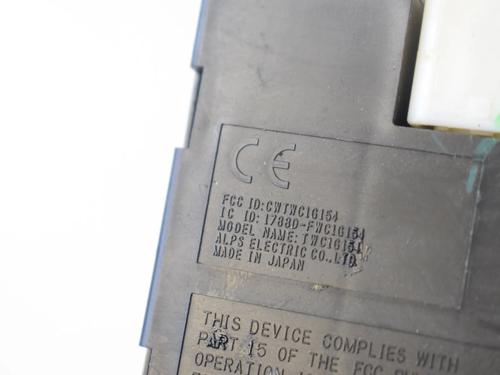 CE
FCC ID:CWTWC1G154
IC ID:1788D-FWC1G154
MODEL NAME:TWC1G154
ALPS ELECTRIC CO.,LTD.
MADE IN JAPAN
THIS DEVICE COMPLIES WITH
PART 15 OF THE FCC
OPERATION